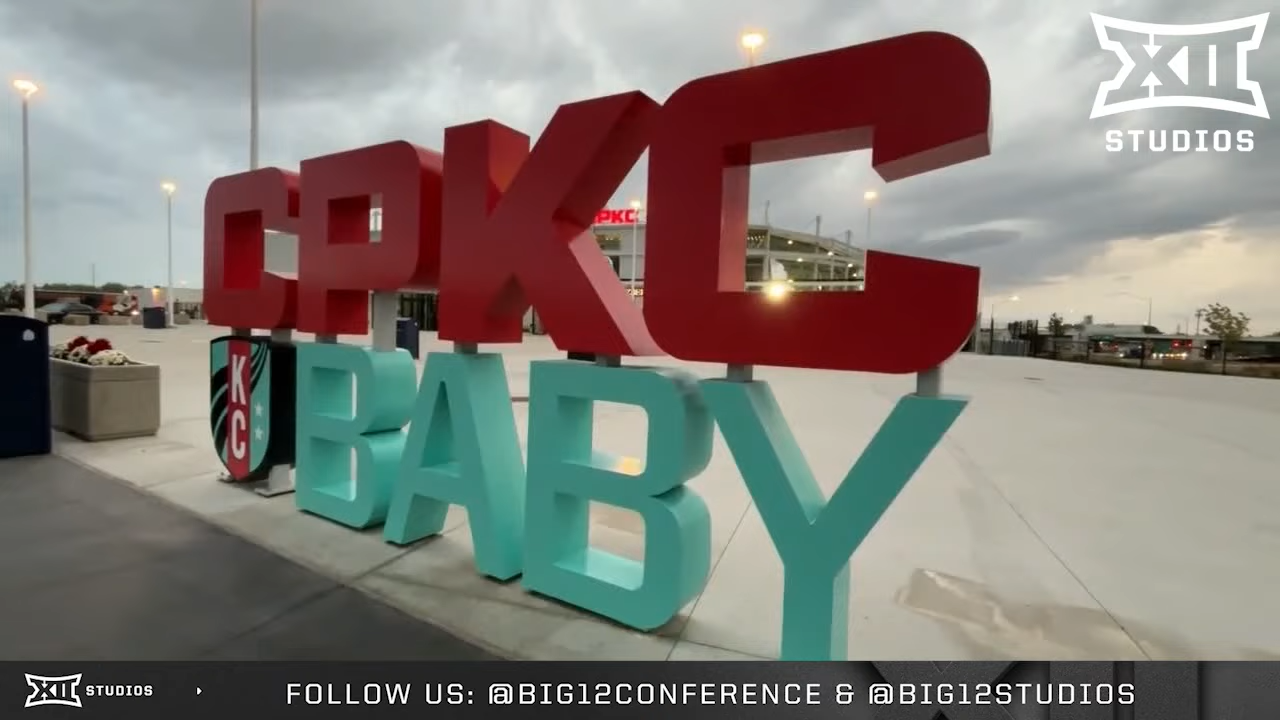 XII
STUDIOS
CPKC
CPKC
KC
BABY
XII STUDIOS
FOLLOW US: @BIG12CONFERENCE & @BIG12STUDIOS